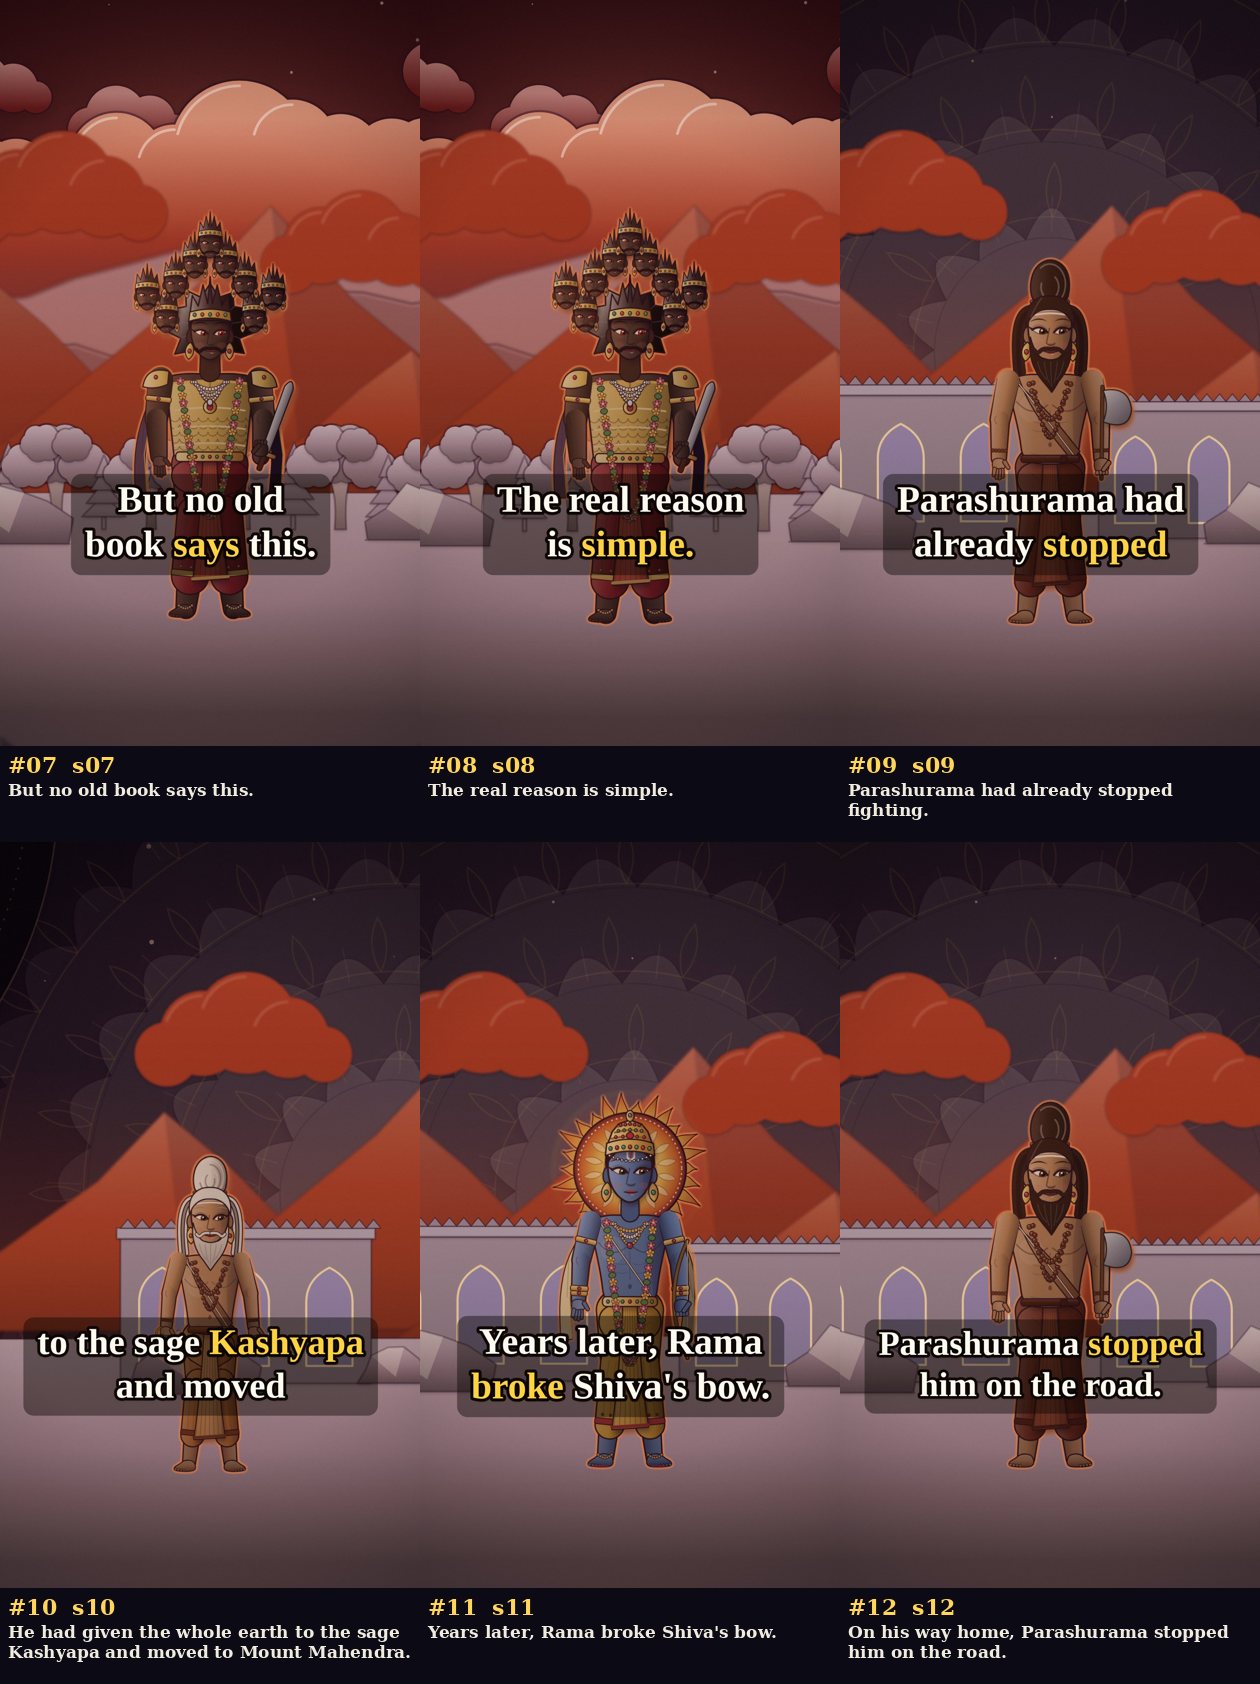 But no old
book says this.
The real reason
is simple.
Parashurama had
already stopped
#07 s07
But no old book says this.
#08 s08
The real reason is simple.
#09 s09
Parashurama had already stopped
fighting.
to the sage Kashyapa
and moved
Years later, Rama
broke Shiva's bow.
Parashurama stopped
him on the road.
#10 s10
He had given the whole earth to the sage
Kashyapa and moved to Mount Mahendra.
#11 s11
Years later, Rama broke Shiva's bow.
#12 s12
On his way home, Parashurama stopped
him on the road.